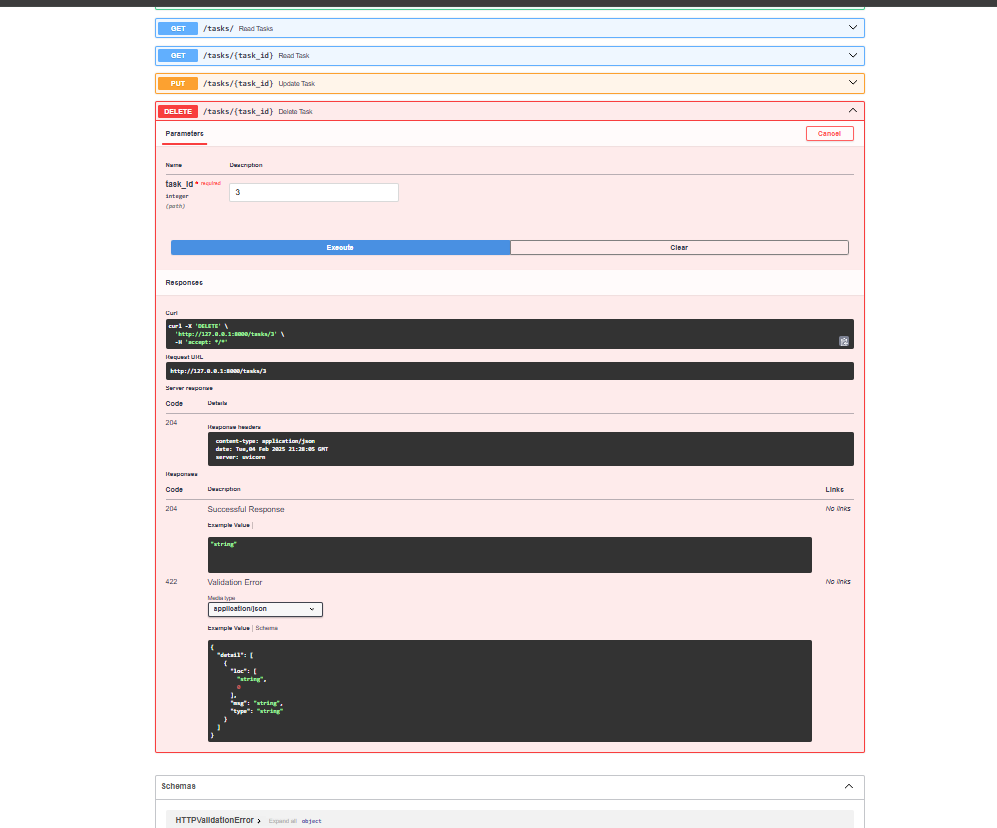 GET /tasks/ Read Tasks
GET /tasks/{task_id} Read Task
PUT /tasks/{task_id} Update Task
DELETE /tasks/{task_id} Delete Task
Parameters Cancel
Name Description
task_id * required
integer
(path)
3
Execute Clear
Responses
Curl
curl -X 'DELETE' \
'http://127.0.0.1:8000/tasks/3' \
-H 'accept: */*'
Request URL
http://127.0.0.1:8000/tasks/3
Server response
Code Details
204
Response headers
content-type: application/json
date: Tue,04 Feb 2025 21:28:05 GMT
server: uvicorn
Responses
Code Description Links
204 Successful Response No links
Example Value |
"string"
422 Validation Error No links
Media type
application/json
Example Value | Schema
{
"detail": [
{
"loc": [
"string",
0
],
"msg": "string",
"type": "string"
}
]
}
Schemas
HTTPValidationError Expand all object